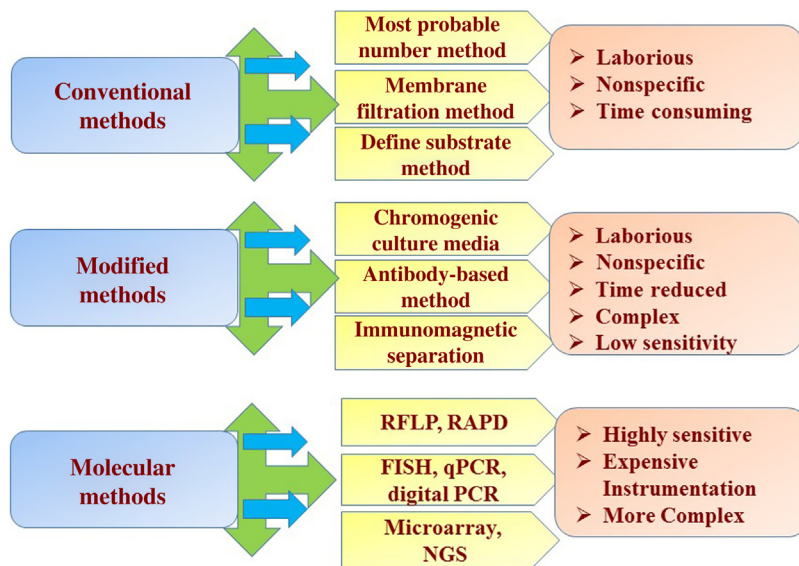 Conventional
methods
Most probable
number method
Membrane
filtration method
Define substrate
method
➢ Laborious
➢ Nonspecific
➢ Time consuming
Modified
methods
Chromogenic
culture media
Antibody-based
method
Immunomagnetic
separation
➢ Laborious
➢ Nonspecific
➢ Time reduced
➢ Complex
➢ Low sensitivity
Molecular
methods
RFLP, RAPD
FISH, qPCR,
digital PCR
Microarray,
NGS
➢ Highly sensitive
➢ Expensive
Instrumentation
➢ More Complex